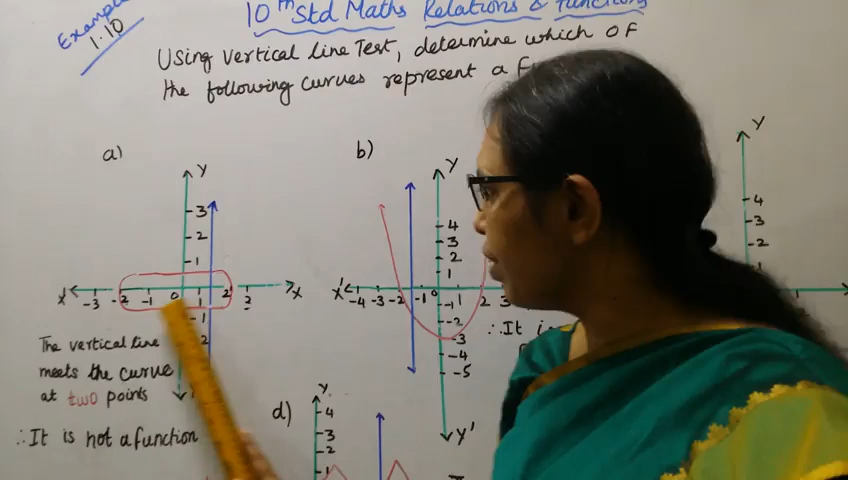 Example 1.10
10th Std Maths Relations & Functions
Using Vertical line Test, determine which of
the following curves represent a
a)
b)
Y
3
2
1
X' -3 -2 -1 0 1 2 2 X
-1
2
The vertical line
meets the curve
at two points
∴It is not a function
Y
4
3
2
1
X' -4 -3 -2 -1 0 1 2 3
-1
-2
-3
-4
-5
Y'
∴It
d)
Y
4
3
2
1
Y
4
3
2